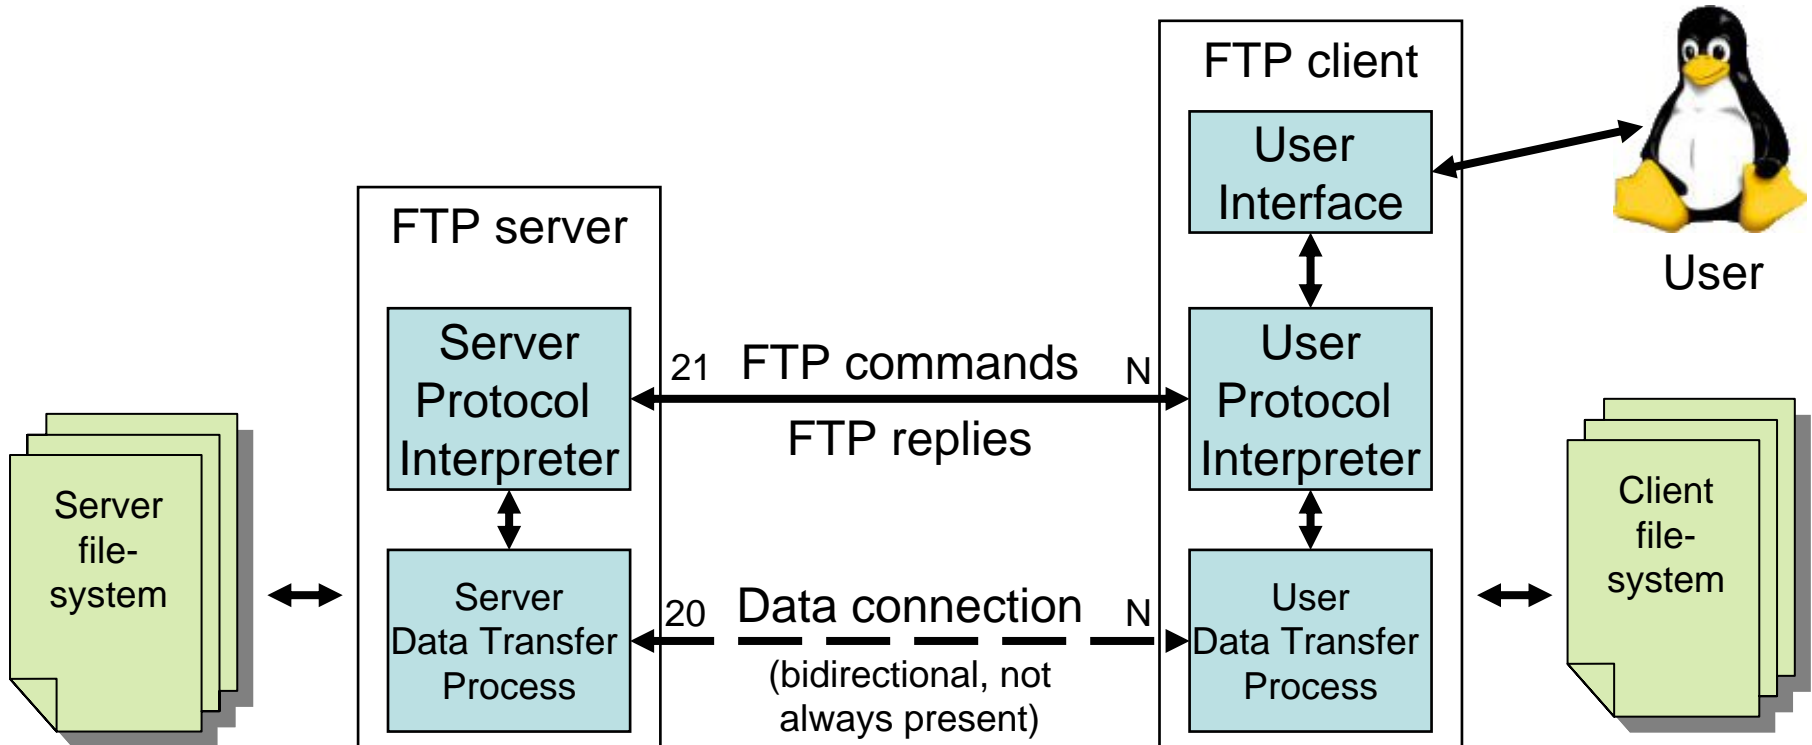 FTP client
User
Interface
User
FTP server
Server
Protocol
Interpreter
21
FTP commands
N
FTP replies
User
Protocol
Interpreter
Server
file-
system
Client
file-
system
Server
Data Transfer
Process
20
Data connection
N
(bidirectional, not
always present)
User
Data Transfer
Process